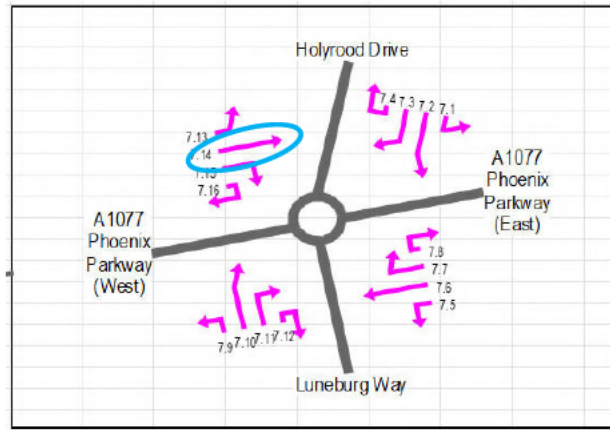 Holyrood Drive
7.4 7.3 7.2 7.1
7.13
7.14
7.15
7.16
A1077
Phoenix
Parkway
(East)
A1077
Phoenix
Parkway
(West)
7.8
7.7
7.6
7.5
7.9 7.10 7.11 7.12
Luneburg Way